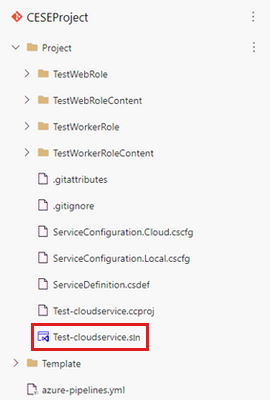 CESEProject
Project
TestWebRole
TestWebRoleContent
TestWorkerRole
TestWorkerRoleContent
.gitattributes
.gitignore
ServiceConfiguration.Cloud.cscfg
ServiceConfiguration.Local.cscfg
ServiceDefinition.csdef
Test-cloudservice.ccproj
Test-cloudservice.sln
Template
azure-pipelines.yml